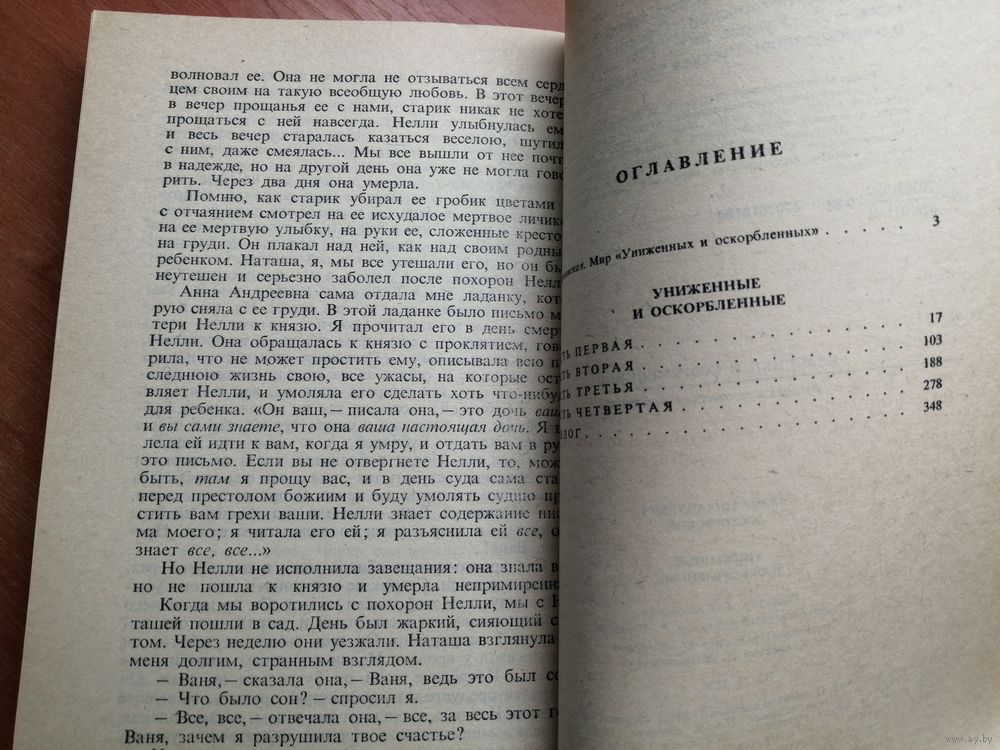 волновал ее. Она не могла не отзываться всем серд
цем своим на такую всеобщую любовь. В этот вечер
в вечер прощанья ее с нами, старик никак не хоте
прощаться с ней навсегда. Нелли улыбнулась ем
и весь вечер старалась казаться веселою, шутил
с ним, даже смеялась... Мы все вышли от нее почт
в надежде, но на другой день она уже не могла гово
рить. Через два дня она умерла.
Помню, как старик убирал ее гробик цветами
с отчаянием смотрел на ее исхудалое мертвое личик
на ее мертвую улыбку, на руки ее, сложенные кресто
на груди. Он плакал над ней, как над своим родны
ребенком. Наташа, я, мы все утешали его, но он бы
неутешен и серьезно заболел после похорон Нелл
Анна Андреевна сама отдала мне ладанку, кот
рую сняла с ее груди. В этой ладанке было письмо м
тери Нелли к князю. Я прочитал его в день смер
Нелли. Она обращалась к князю с проклятием, гов
рила, что не может простить ему, описывала всю п
следнюю жизнь свою, все ужасы, на которые ост
вляет Нелли, и умоляла его сделать хоть что-нибу
для ребенка. «Он ваш,— писала она,— это дочь ваш
и вы сами знаете, что она ваша настоящая дочь. Я
лела ей идти к вам, когда я умру, и отдать вам в ру
это письмо. Если вы не отвергнете Нелли, то, мож
быть, там я прощу вас, и в день суда сама ста
перед престолом божиим и буду умолять судию пр
стить вам грехи ваши. Нелли знает содержание пис
ма моего; я читала его ей; я разъяснила ей все, о
знает все, все...»
Но Нелли не исполнила завещания: она знала в
но не пошла к князю и умерла непримиренн
Когда мы воротились с похорон Нелли, мы с Н
ташей пошли в сад. День был жаркий, сияющий с
том. Через неделю они уезжали. Наташа взглянула
меня долгим, странным взглядом.
— Ваня,— сказала она,— Ваня, ведь это был со
— Что было сон? — спросил я.
— Все, все,— отвечала она,— все, за весь этот г
Ваня, зачем я разрушила твое счастье?
ОГЛАВЛЕНИЕ
Мир «Униженных и оскорбленных» . . . . 3
УНИЖЕННЫЕ
И ОСКОРБЛЕННЫЕ
ТЬ ПЕРВАЯ . . . . . . . . . . 17
ТЬ ВТОРАЯ . . . . . . . . . . 103
ТЬ ТРЕТЬЯ . . . . . . . . . . 188
ТЬ ЧЕТВЕРТАЯ . . . . . . . . . . 278
ЛОГ . . . . . . . . . . 348
www.ay.by